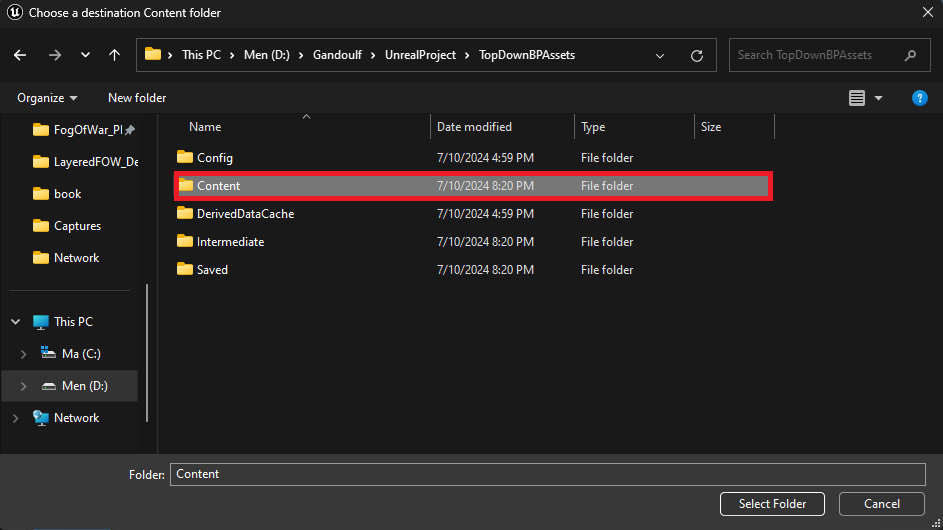 Choose a destination Content folder
This PC Men (D:) Gandoulf UnrealProject TopDownBPAssets
Search TopDownBPAssets
Organize New folder
?
Name Date modified Type Size
FogOfWar_Pl
LayeredFOW_De
book
Captures
Network
This PC
Ma (C:)
Men (D:)
Network
Config 7/10/2024 4:59 PM File folder
Content 7/10/2024 8:20 PM File folder
DerivedDataCache 7/10/2024 4:59 PM File folder
Intermediate 7/10/2024 8:20 PM File folder
Saved 7/10/2024 8:20 PM File folder
Folder: Content
Select Folder Cancel